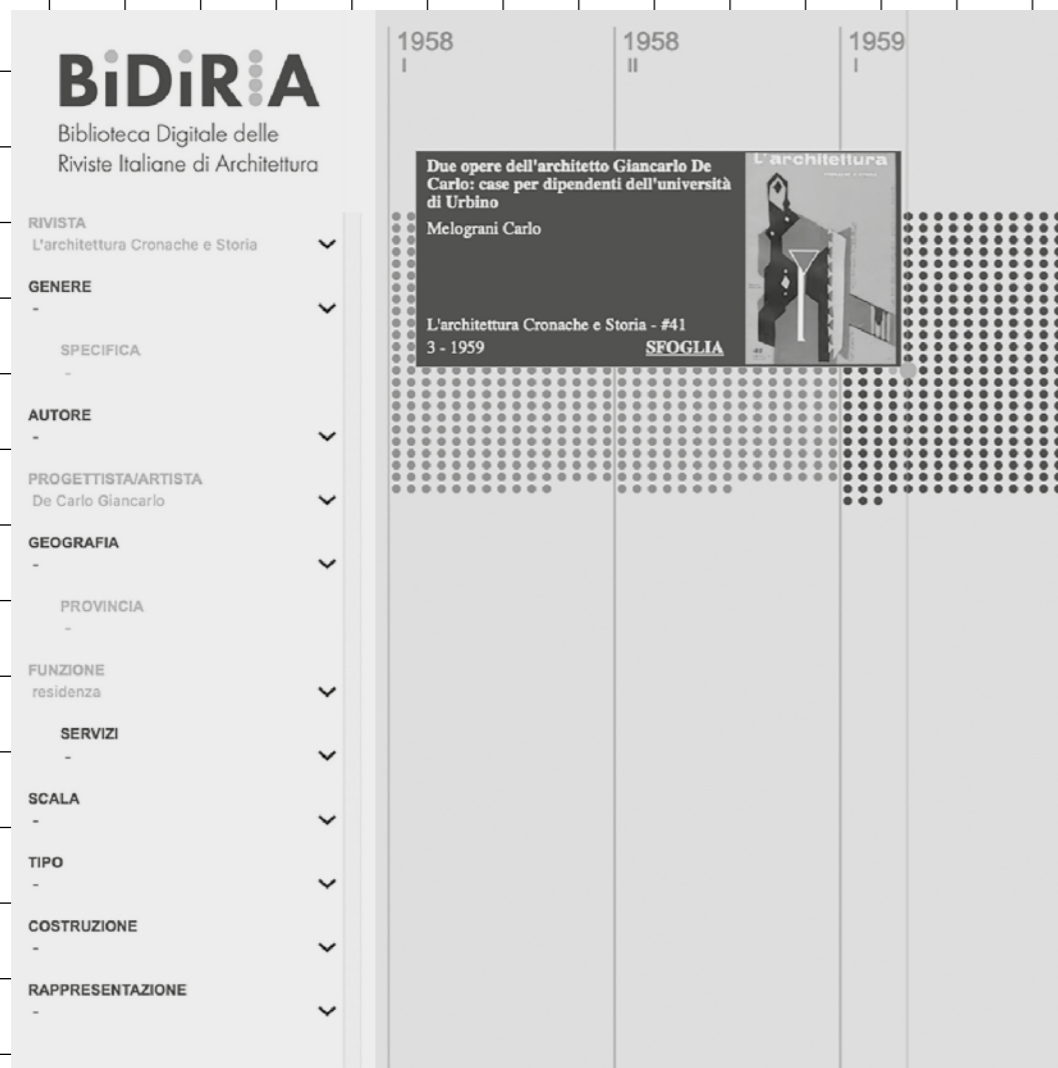 BiDiRiA
Biblioteca Digitale delle
Riviste Italiane di Architettura
RIVISTA
L'architettura Cronache e Storia
GENERE
-
SPECIFICA
-
AUTORE
-
PROGETTISTA/ARTISTA
De Carlo Giancarlo
GEOGRAFIA
-
PROVINCIA
-
FUNZIONE
residenza
SERVIZI
-
SCALA
-
TIPO
-
COSTRUZIONE
-
RAPPRESENTAZIONE
-
1958
I
1958
II
1959
I
Due opere dell'architetto Giancarlo De
Carlo: case per dipendenti dell'università
di Urbino
Melograni Carlo
L'architettura Cronache e Storia - #41
3 - 1959
SFOGLIA
L'architettura